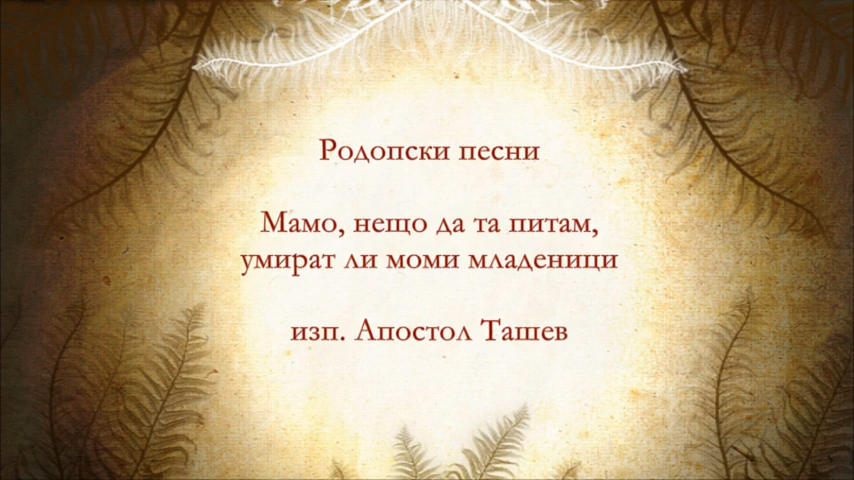 Родопски песни
Мамо, нещо да та питам,
умират ли моми младеници
изп. Апостол Ташев